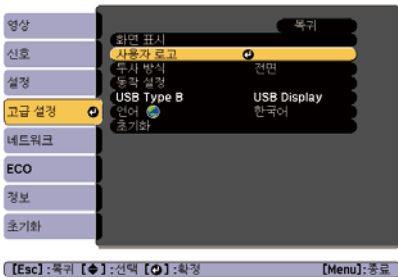 영상
신호
설정
고급 설정
네트워크
ECO
정보
초기화
복귀
화면 표시
사용자 로고
투사 방식 전면
동작 설정
USB Type B USB Display
언어 한국어
초기화
[Esc] :복귀 [◆] :선택 [⏎] :확정 [Menu] :종료